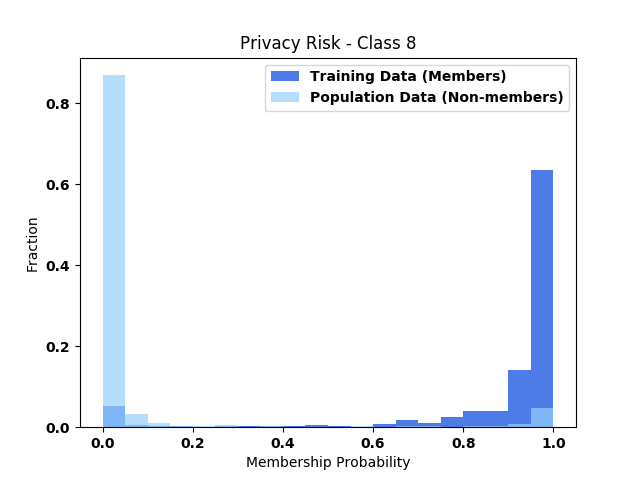 Privacy Risk - Class 8
Training Data (Members)
Population Data (Non-members)
Fraction
0.8
0.6
0.4
0.2
0.0
0.0 0.2 0.4 0.6 0.8 1.0
Membership Probability